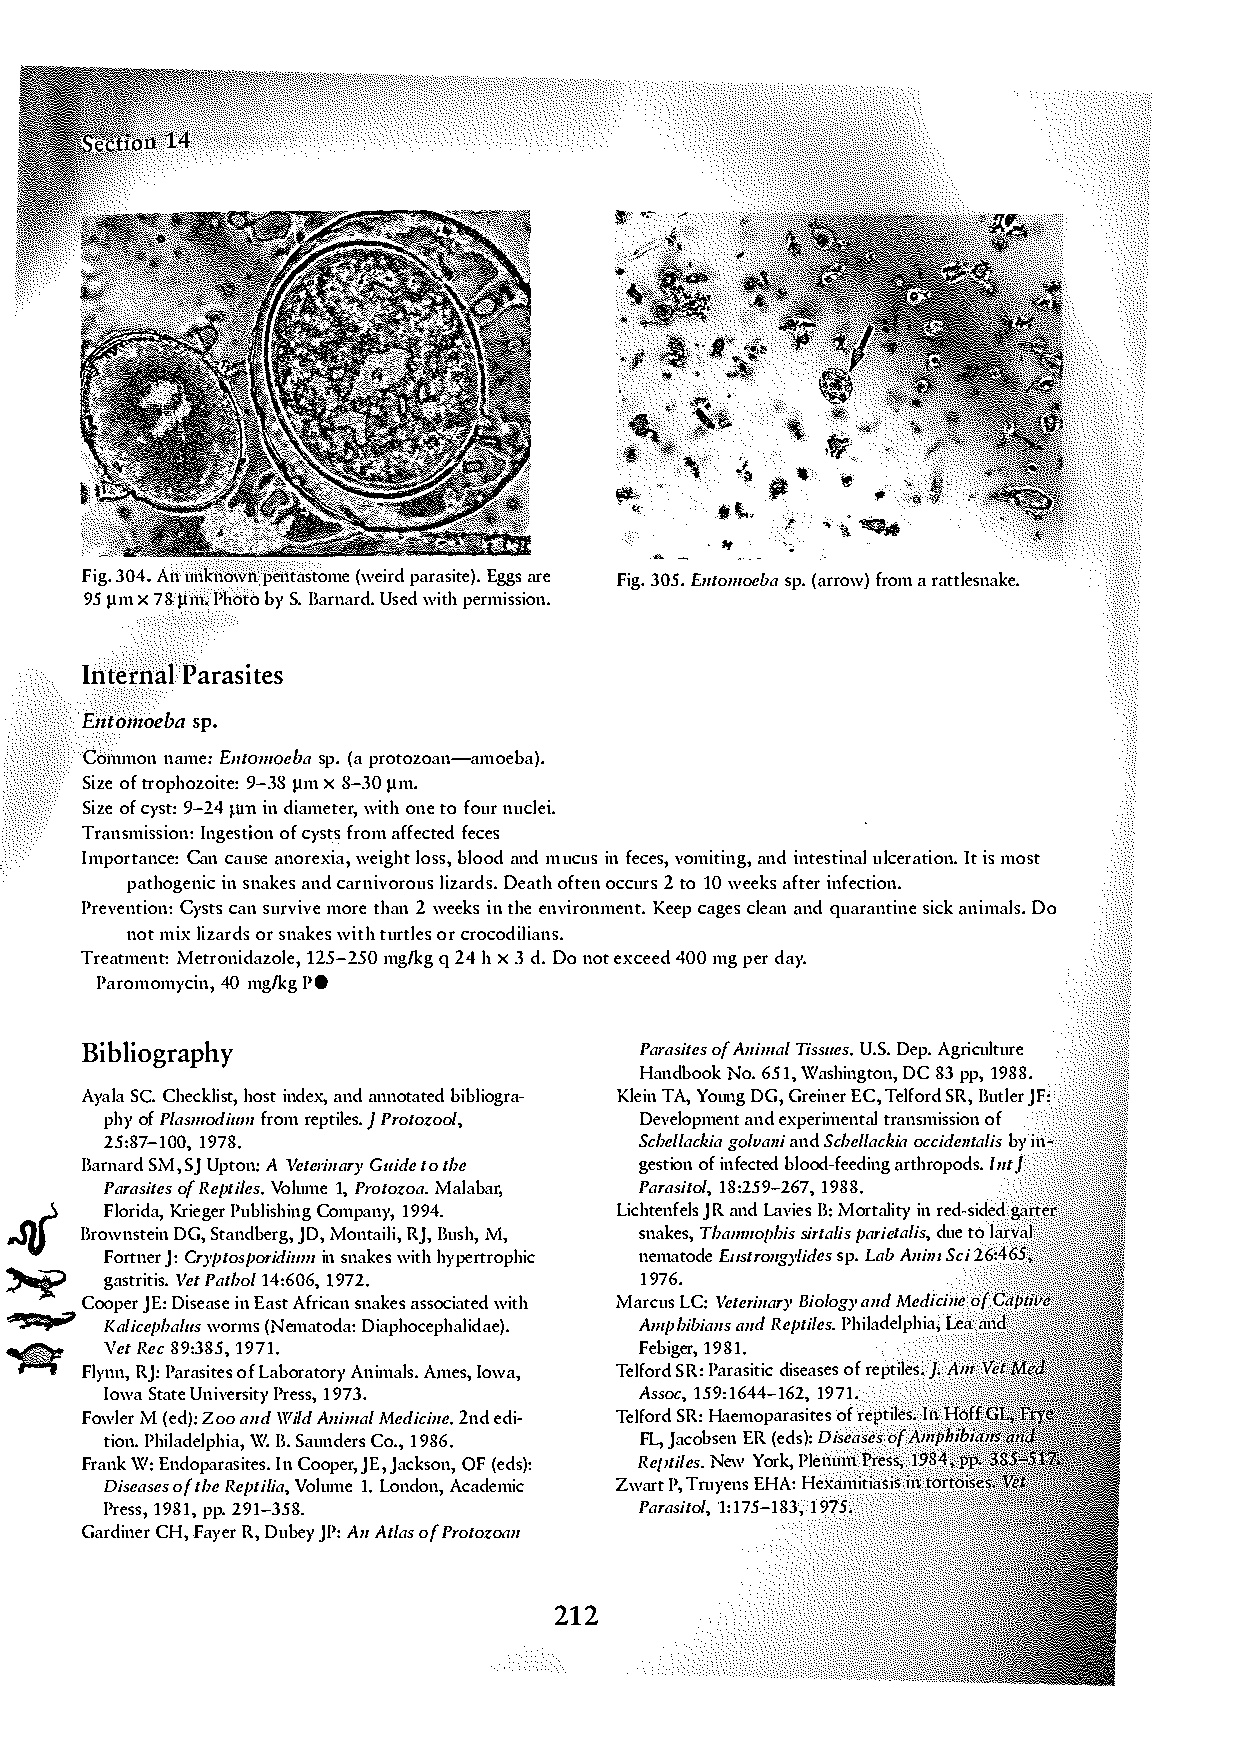 Section 14
Fig. 304. An unknown pentastome (weird parasite). Eggs are
95 µm × 78 µm. Photo by S. Barnard. Used with permission.
Fig. 305. Entomoeba sp. (arrow) from a rattlesnake.
Internal Parasites
Entomoeba sp.
Common name: Entomoeba sp. (a protozoan—amoeba).
Size of trophozoite: 9–38 µm × 8–30 µm.
Size of cyst: 9–24 µm in diameter, with one to four nuclei.
Transmission: Ingestion of cysts from affected feces
Importance: Can cause anorexia, weight loss, blood and mucus in feces, vomiting, and intestinal ulceration. It is most
pathogenic in snakes and carnivorous lizards. Death often occurs 2 to 10 weeks after infection.
Prevention: Cysts can survive more than 2 weeks in the environment. Keep cages clean and quarantine sick animals. Do
not mix lizards or snakes with turtles or crocodilians.
Treatment: Metronidazole, 125–250 mg/kg q 24 h × 3 d. Do not exceed 400 mg per day.
Paromomycin, 40 mg/kg P●
Bibliography
Ayala SC. Checklist, host index, and annotated bibliogra-
phy of Plasmodium from reptiles. J Protozool,
25:87–100, 1978.
Barnard SM, SJ Upton: A Veterinary Guide to the
Parasites of Reptiles. Volume 1, Protozoa. Malabar,
Florida, Krieger Publishing Company, 1994.
Brownstein DG, Standberg, JD, Montaili, RJ, Bush, M,
Fortner J: Cryptosporidium in snakes with hypertrophic
gastritis. Vet Pathol 14:606, 1972.
Cooper JE: Disease in East African snakes associated with
Kalicephalus worms (Nematoda: Diaphocephalidae).
Vet Rec 89:385, 1971.
Flynn, RJ: Parasites of Laboratory Animals. Ames, Iowa,
Iowa State University Press, 1973.
Fowler M (ed): Zoo and Wild Animal Medicine. 2nd edi-
tion. Philadelphia, W. B. Saunders Co., 1986.
Frank W: Endoparasites. In Cooper, JE, Jackson, OF (eds):
Diseases of the Reptilia, Volume 1. London, Academic
Press, 1981, pp. 291–358.
Gardiner CH, Fayer R, Dubey JP: An Atlas of Protozoan
Parasites of Animal Tissues. U.S. Dep. Agriculture
Handbook No. 651, Washington, DC 83 pp, 1988.
Klein TA, Young DG, Greiner EC, Telford SR, Butler JF:
Development and experimental transmission of
Schellackia golvani and Schellackia occidentalis by in-
gestion of infected blood-feeding arthropods. Int J
Parasitol, 18:259–267, 1988.
Lichtenfels JR and Lavies B: Mortality in red-sided garter
snakes, Thamnophis sirtalis parietalis, due to larval
nematode Eustrongylides sp. Lab Anim Sci 26:465,
1976.
Marcus LC: Veterinary Biology and Medicine of Captive
Amphibians and Reptiles. Philadelphia, Lea and
Febiger, 1981.
Telford SR: Parasitic diseases of reptiles. J. Am Vet Med
Assoc, 159:1644–162, 1971.
Telford SR: Haemoparasites of reptiles. In Hoff GL, Frye
FL, Jacobsen ER (eds): Diseases of Amphibians and
Reptiles. New York, Plenum Press, 1984, pp. 385–517.
Zwart P, Truyens EHA: Hexamitiasis in tortoises. Vet
Parasitol, 1:175–183, 1975.
212